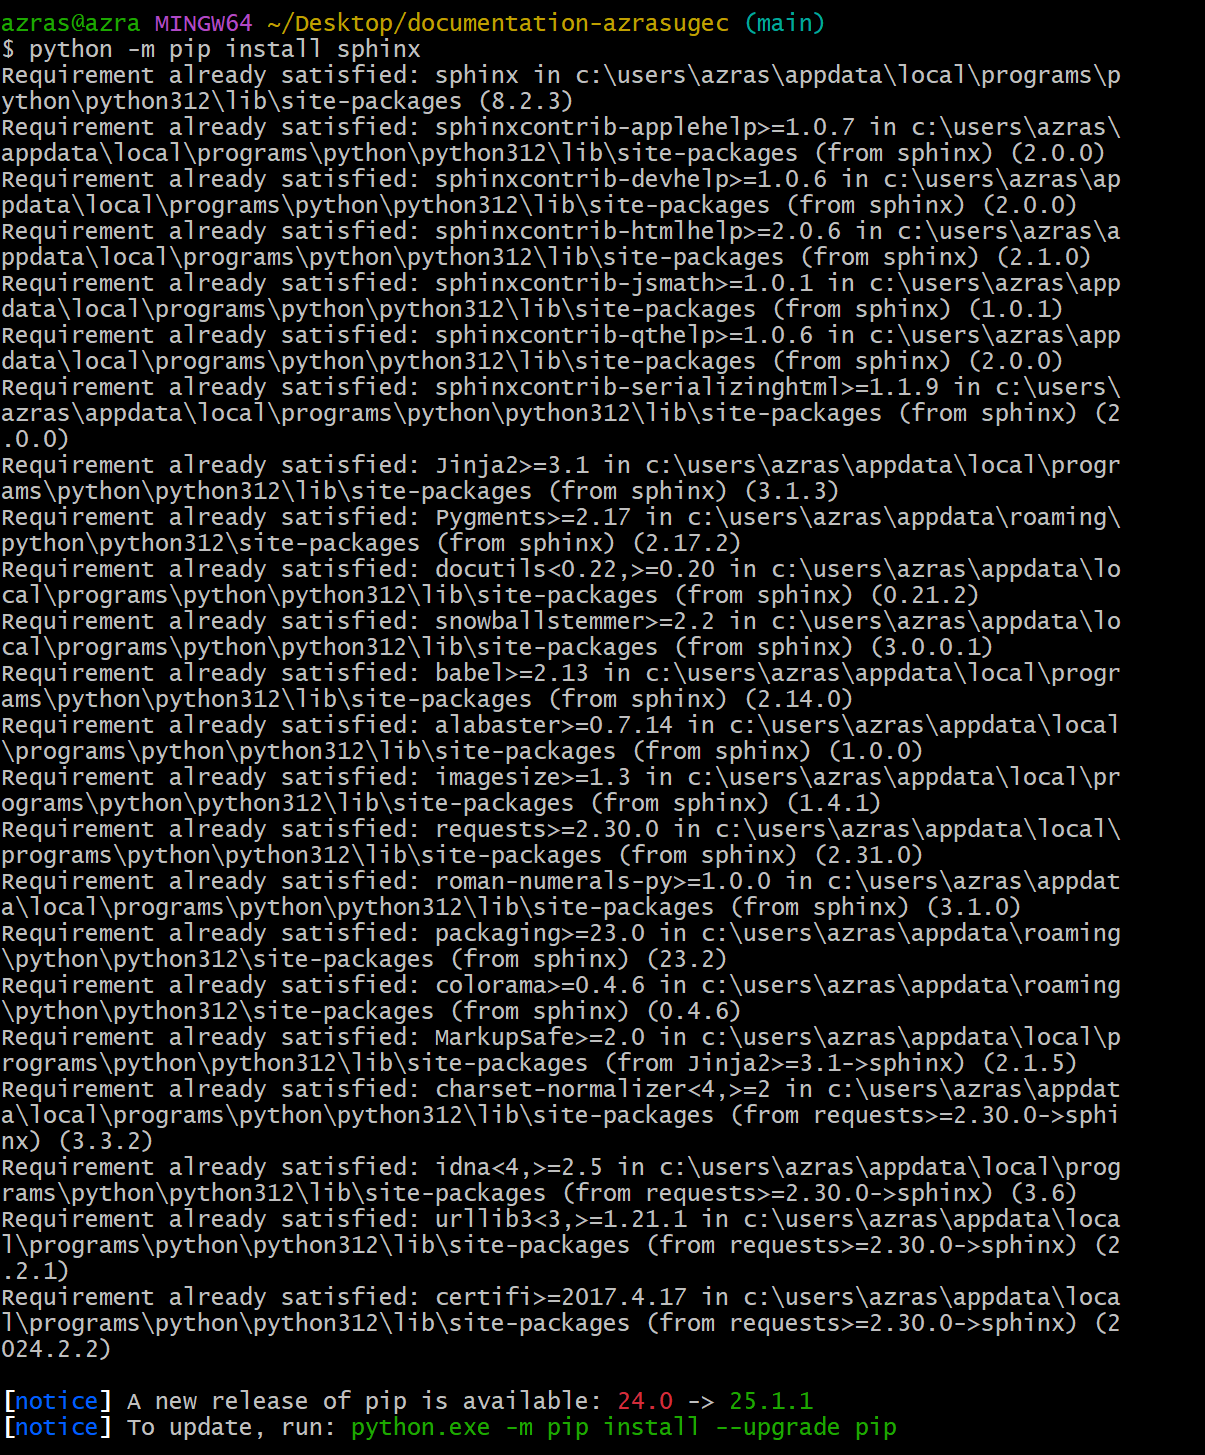 azras@azra MINGW64 ~/Desktop/documentation-azrasugec (main)
$ python -m pip install sphinx
Requirement already satisfied: sphinx in c:\users\azras\appdata\local\programs\p
ython\python312\lib\site-packages (8.2.3)
Requirement already satisfied: sphinxcontrib-applehelp>=1.0.7 in c:\users\azras\
appdata\local\programs\python\python312\lib\site-packages (from sphinx) (2.0.0)
Requirement already satisfied: sphinxcontrib-devhelp>=1.0.6 in c:\users\azras\ap
pdata\local\programs\python\python312\lib\site-packages (from sphinx) (2.0.0)
Requirement already satisfied: sphinxcontrib-htmlhelp>=2.0.6 in c:\users\azras\a
ppdata\local\programs\python\python312\lib\site-packages (from sphinx) (2.1.0)
Requirement already satisfied: sphinxcontrib-jsmath>=1.0.1 in c:\users\azras\app
data\local\programs\python\python312\lib\site-packages (from sphinx) (1.0.1)
Requirement already satisfied: sphinxcontrib-qthelp>=1.0.6 in c:\users\azras\app
data\local\programs\python\python312\lib\site-packages (from sphinx) (2.0.0)
Requirement already satisfied: sphinxcontrib-serializinghtml>=1.1.9 in c:\users\
azras\appdata\local\programs\python\python312\lib\site-packages (from sphinx) (2
.0.0)
Requirement already satisfied: Jinja2>=3.1 in c:\users\azras\appdata\local\progr
ams\python\python312\lib\site-packages (from sphinx) (3.1.3)
Requirement already satisfied: Pygments>=2.17 in c:\users\azras\appdata\roaming\
python\python312\site-packages (from sphinx) (2.17.2)
Requirement already satisfied: docutils<0.22,>=0.20 in c:\users\azras\appdata\lo
cal\programs\python\python312\lib\site-packages (from sphinx) (0.21.2)
Requirement already satisfied: snowballstemmer>=2.2 in c:\users\azras\appdata\lo
cal\programs\python\python312\lib\site-packages (from sphinx) (3.0.0.1)
Requirement already satisfied: babel>=2.13 in c:\users\azras\appdata\local\progr
ams\python\python312\lib\site-packages (from sphinx) (2.14.0)
Requirement already satisfied: alabaster>=0.7.14 in c:\users\azras\appdata\local
\programs\python\python312\lib\site-packages (from sphinx) (1.0.0)
Requirement already satisfied: imagesize>=1.3 in c:\users\azras\appdata\local\pr
ograms\python\python312\lib\site-packages (from sphinx) (1.4.1)
Requirement already satisfied: requests>=2.30.0 in c:\users\azras\appdata\local\
programs\python\python312\lib\site-packages (from sphinx) (2.31.0)
Requirement already satisfied: roman-numerals-py>=1.0.0 in c:\users\azras\appdat
a\local\programs\python\python312\lib\site-packages (from sphinx) (3.1.0)
Requirement already satisfied: packaging>=23.0 in c:\users\azras\appdata\roaming
\python\python312\site-packages (from sphinx) (23.2)
Requirement already satisfied: colorama>=0.4.6 in c:\users\azras\appdata\roaming
\python\python312\site-packages (from sphinx) (0.4.6)
Requirement already satisfied: MarkupSafe>=2.0 in c:\users\azras\appdata\local\p
rograms\python\python312\lib\site-packages (from Jinja2>=3.1->sphinx) (2.1.5)
Requirement already satisfied: charset-normalizer<4,>=2 in c:\users\azras\appdat
a\local\programs\python\python312\lib\site-packages (from requests>=2.30.0->sphi
nx) (3.3.2)
Requirement already satisfied: idna<4,>=2.5 in c:\users\azras\appdata\local\prog
rams\python\python312\lib\site-packages (from requests>=2.30.0->sphinx) (3.6)
Requirement already satisfied: urllib3<3,>=1.21.1 in c:\users\azras\appdata\loca
l\programs\python\python312\lib\site-packages (from requests>=2.30.0->sphinx) (2
.2.1)
Requirement already satisfied: certifi>=2017.4.17 in c:\users\azras\appdata\loca
l\programs\python\python312\lib\site-packages (from requests>=2.30.0->sphinx) (2
024.2.2)
[notice] A new release of pip is available: 24.0 -> 25.1.1
[notice] To update, run: python.exe -m pip install --upgrade pip